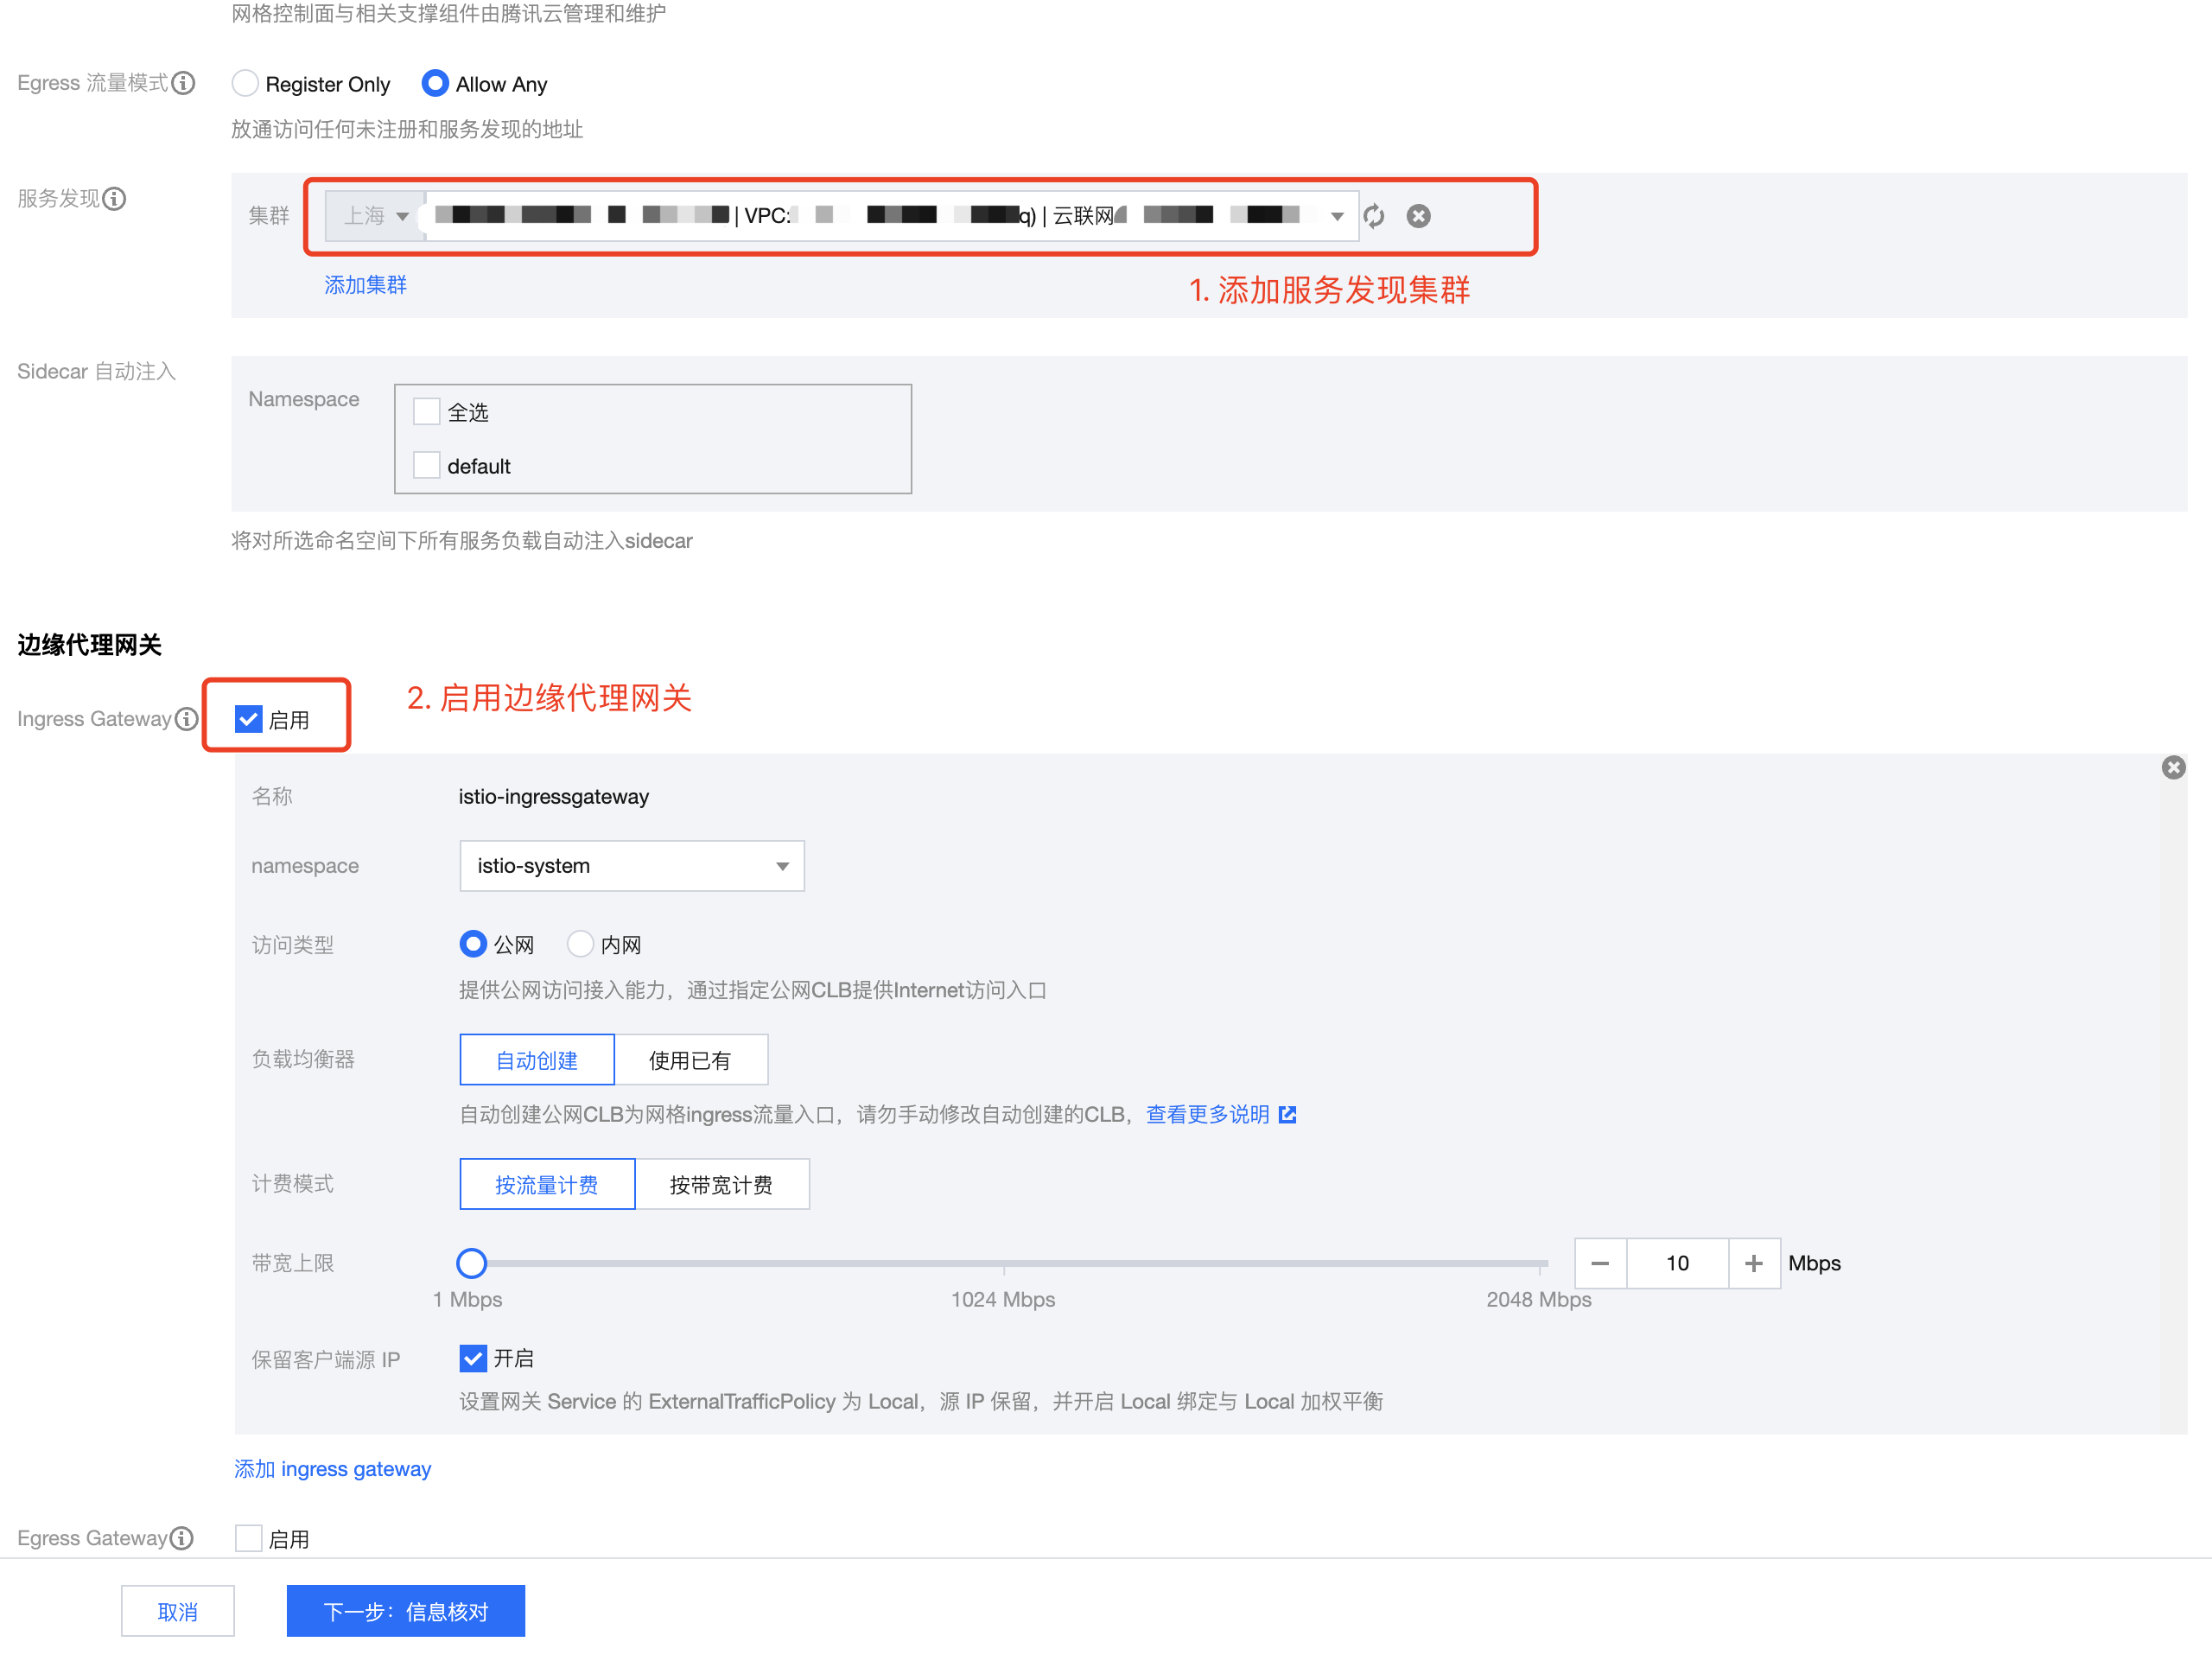 网格控制面与相关支撑组件由腾讯云管理和维护
Egress 流量模式
Register Only
Allow Any
放通访问任何未注册和服务发现的地址
服务发现
集群
上海
| VPC:
q) | 云联网
添加集群
1. 添加服务发现集群
Sidecar 自动注入
Namespace
全选
default
将对所选命名空间下所有服务负载自动注入sidecar
边缘代理网关
Ingress Gateway
启用
2. 启用边缘代理网关
名称
istio-ingressgateway
namespace
istio-system
访问类型
公网
内网
提供公网访问接入能力，通过指定公网CLB提供Internet访问入口
负载均衡器
自动创建
使用已有
自动创建公网CLB为网格ingress流量入口，请勿手动修改自动创建的CLB，查看更多说明
计费模式
按流量计费
按带宽计费
带宽上限
10
Mbps
1 Mbps
1024 Mbps
2048 Mbps
保留客户端源 IP
开启
设置网关 Service 的 ExternalTrafficPolicy 为 Local，源 IP 保留，并开启 Local 绑定与 Local 加权平衡
添加 ingress gateway
Egress Gateway
启用
取消
下一步：信息核对